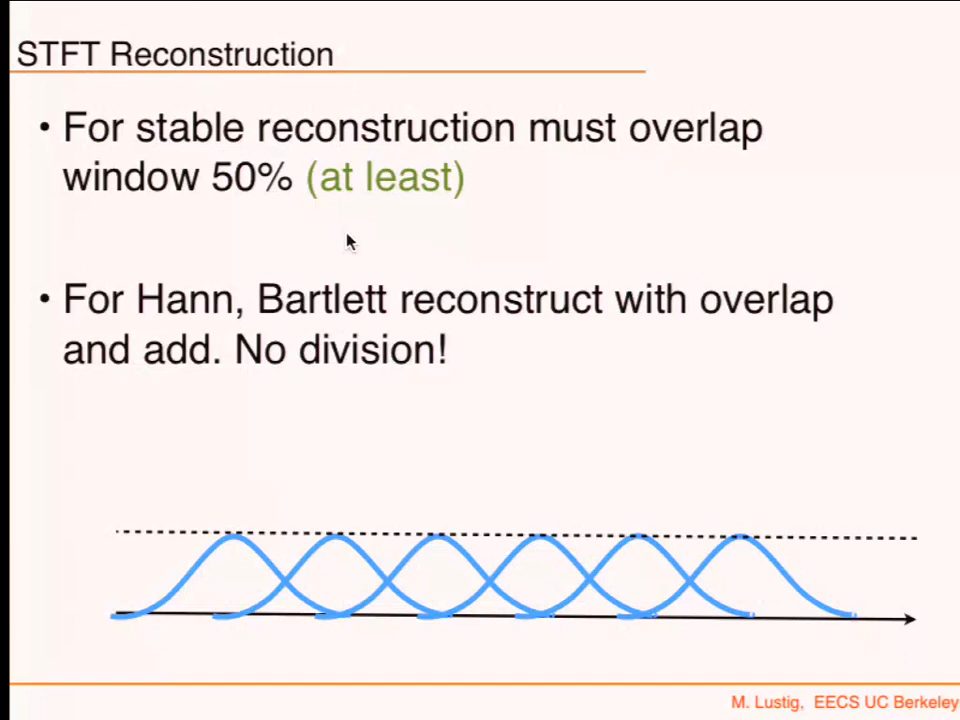 STFT Reconstruction
• For stable reconstruction must overlap
window 50% (at least)
• For Hann, Bartlett reconstruct with overlap
and add. No division!
M. Lustig, EECS UC Berkeley